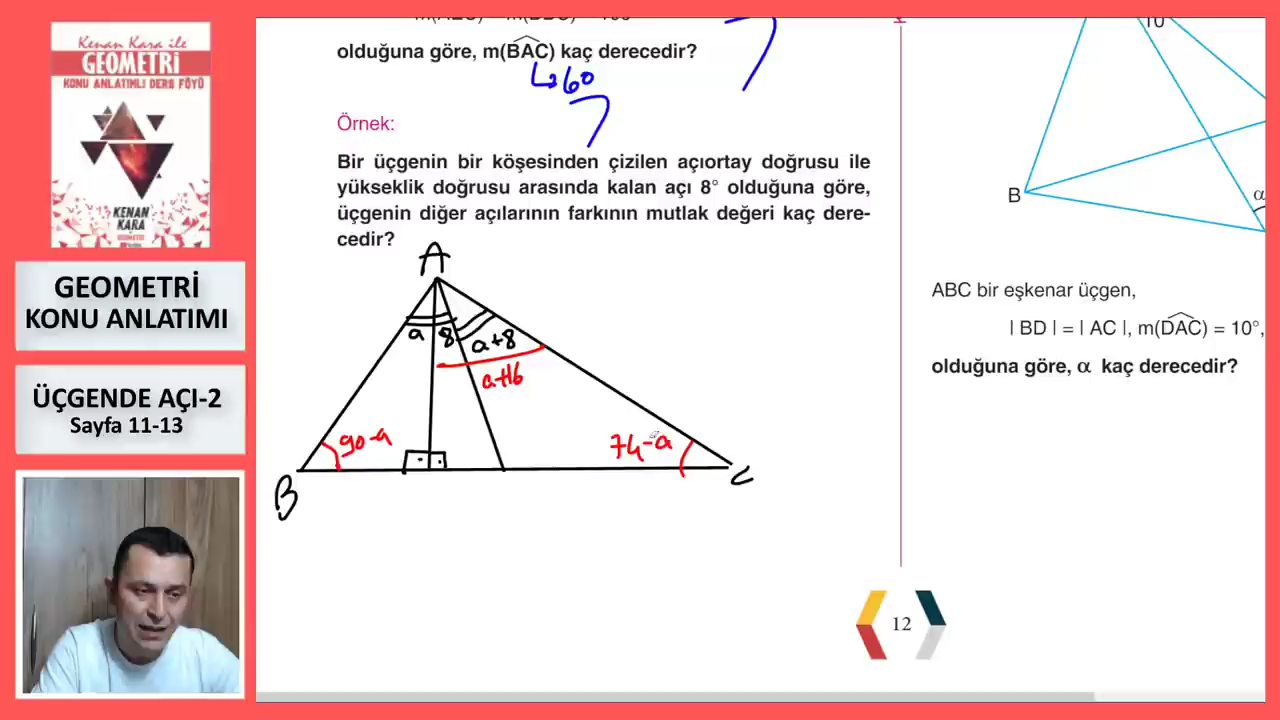 Kenan Kara ile
GEOMETRİ
KONU ANLATIMLI DERS FÖYÜ
KENAN
KARA
GEOMETRİ
KONU ANLATIMI
ÜÇGENDE AÇI-2
Sayfa 11-13
olduğuna göre, m(BAC) kaç derecedir?
↳60
Örnek:
Bir üçgenin bir köşesinden çizilen açıortay doğrusu ile
yükseklik doğrusu arasında kalan açı 8° olduğuna göre,
üçgenin diğer açılarının farkının mutlak değeri kaç dere-
cedir?
A
a 8 a+8
a+16
90-a
74-a
B
C
10
B
α
ABC bir eşkenar üçgen,
| BD | = | AC |, m(DAC) = 10°,
olduğuna göre, α kaç derecedir?
12